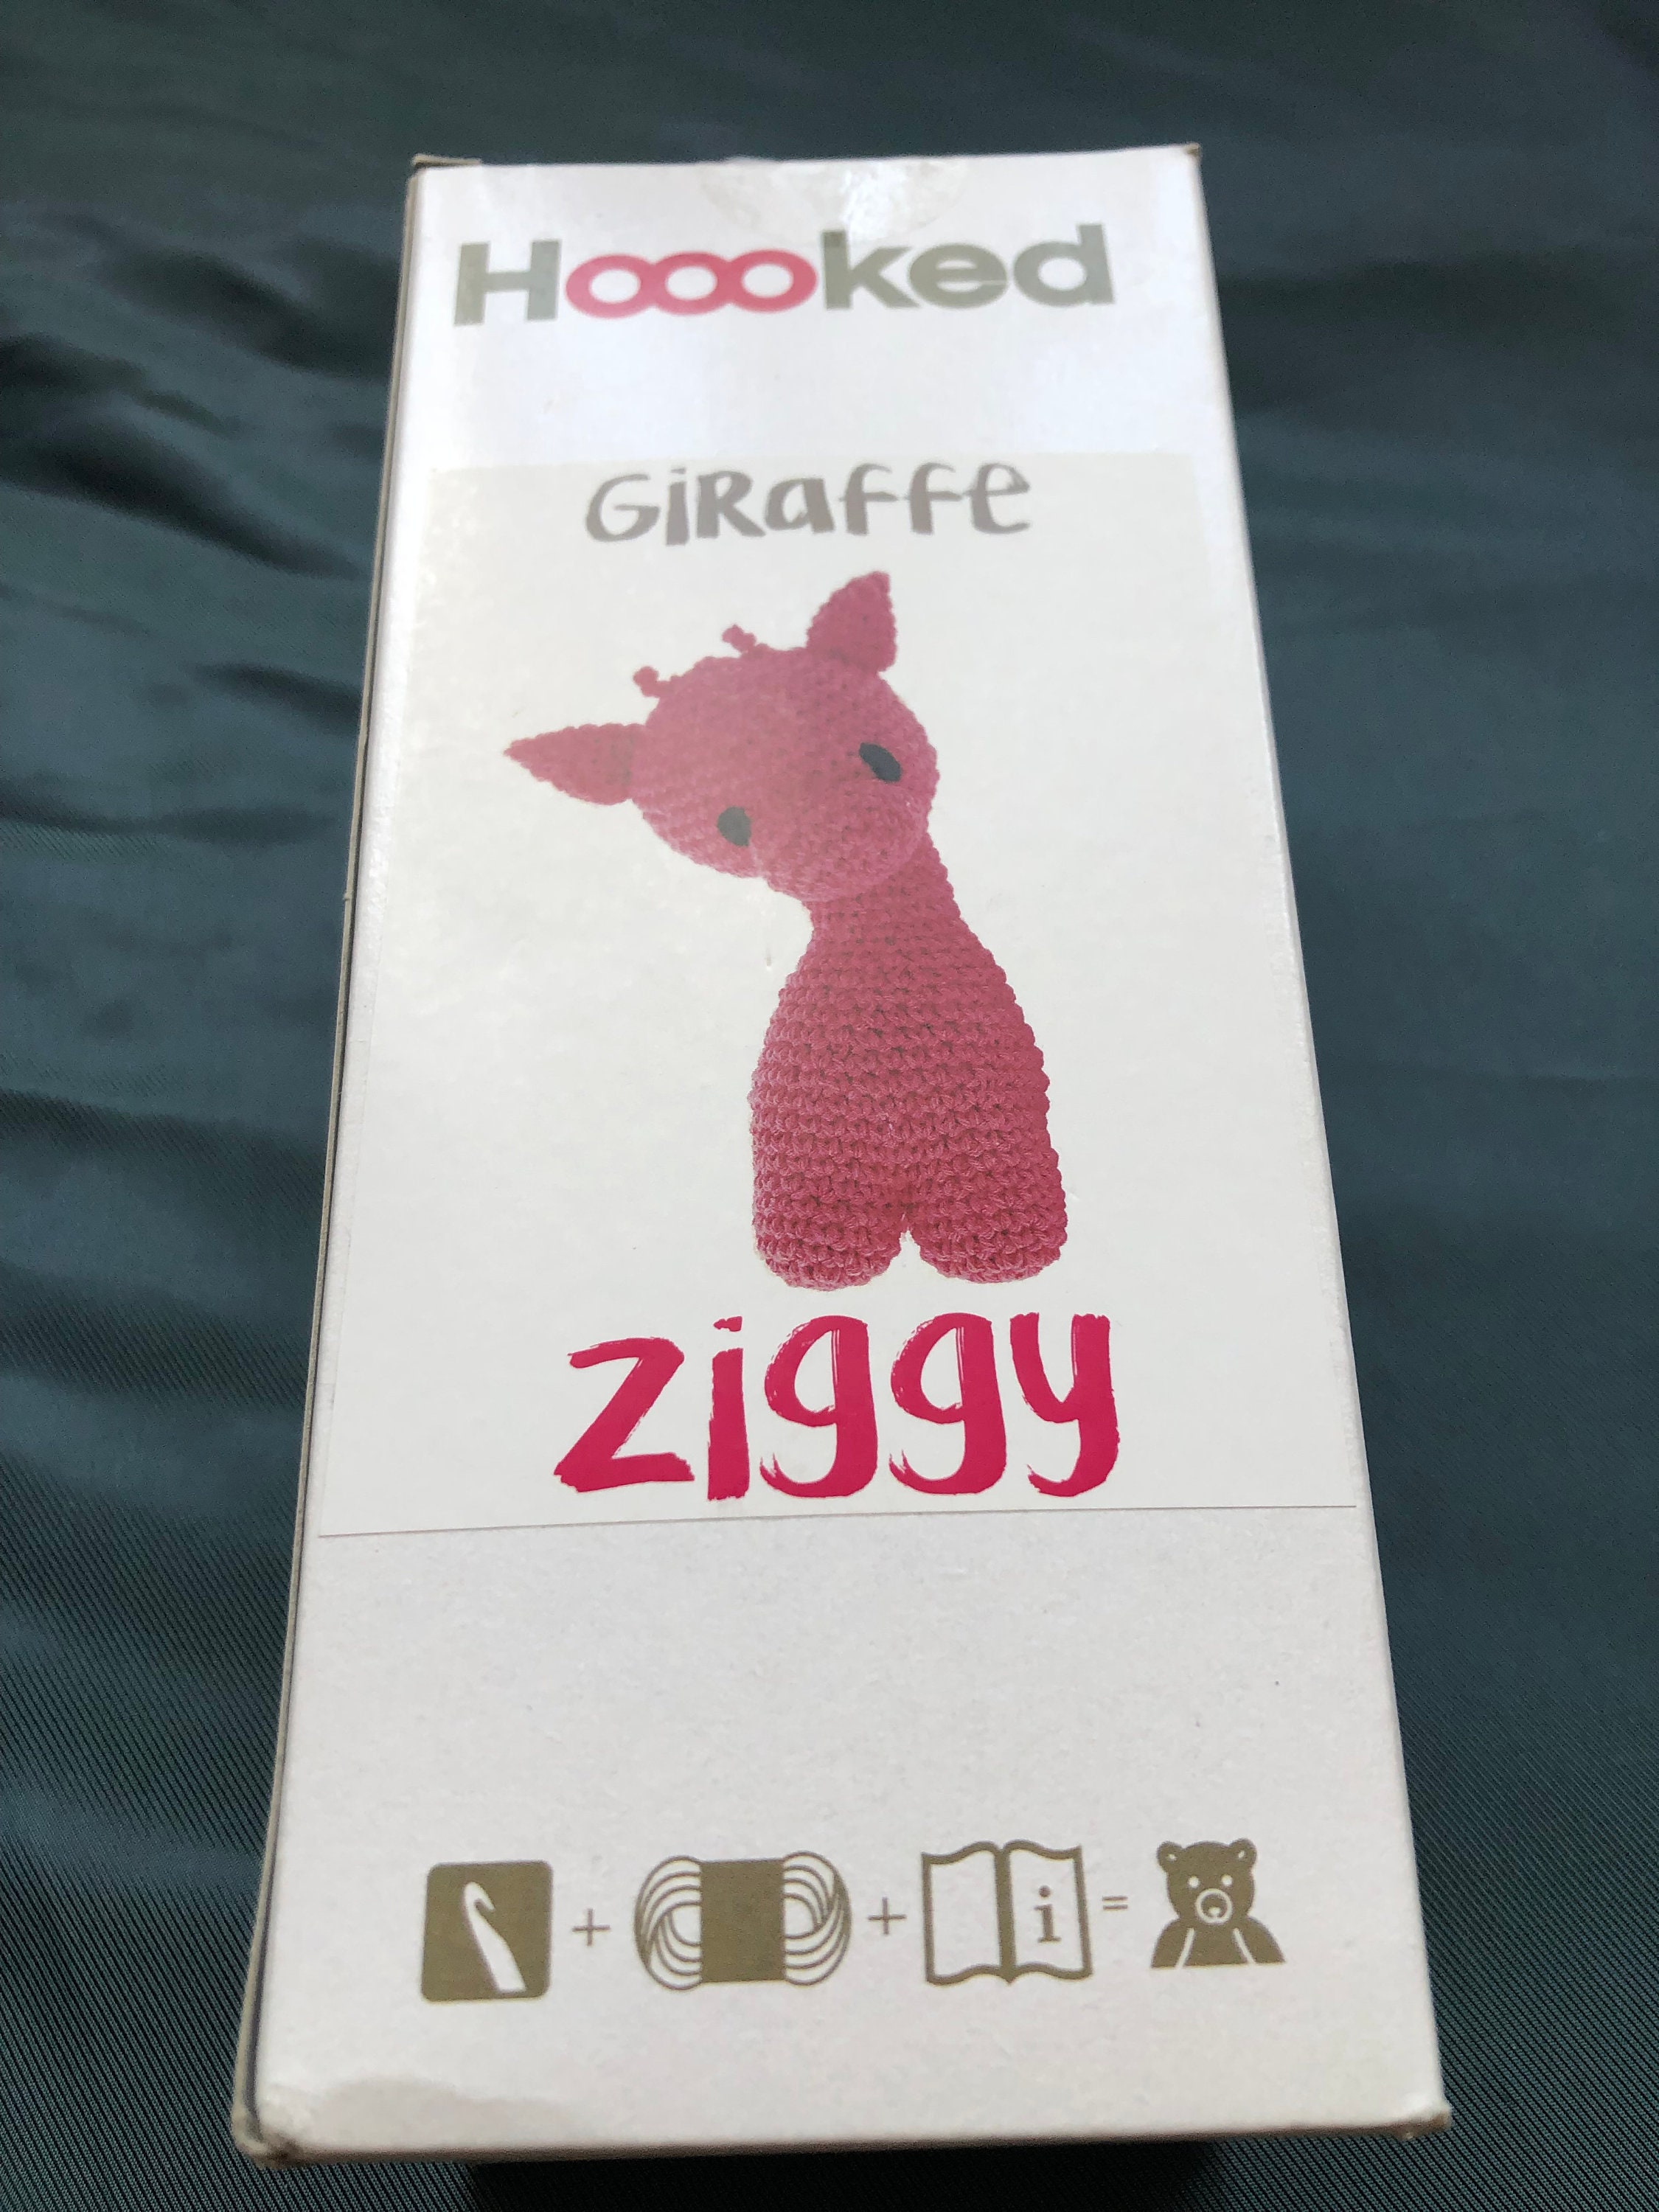 Hoooked
GiRaffe
ziggy
+ + i =